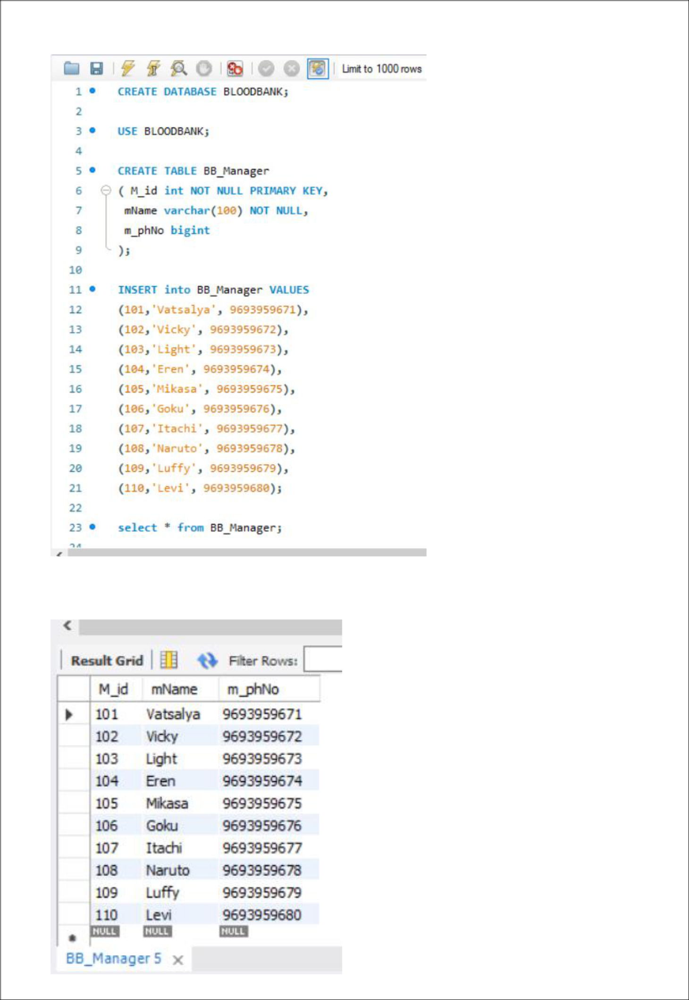 Limit to 1000 rows
1 CREATE DATABASE BLOODBANK;
2
3 USE BLOODBANK;
4
5 CREATE TABLE BB_Manager
6 ( M_id int NOT NULL PRIMARY KEY,
7 mName varchar(100) NOT NULL,
8 m_phNo bigint
9 );
10
11 INSERT into BB_Manager VALUES
12 (101,'Vatsalya', 9693959671),
13 (102,'Vicky', 9693959672),
14 (103,'Light', 9693959673),
15 (104,'Eren', 9693959674),
16 (105,'Mikasa', 9693959675),
17 (106,'Goku', 9693959676),
18 (107,'Itachi', 9693959677),
19 (108,'Naruto', 9693959678),
20 (109,'Luffy', 9693959679),
21 (110,'Levi', 9693959680);
22
23 select * from BB_Manager;
24
Result Grid Filter Rows:
M_id mName m_phNo
101 Vatsalya 9693959671
102 Vicky 9693959672
103 Light 9693959673
104 Eren 9693959674
105 Mikasa 9693959675
106 Goku 9693959676
107 Itachi 9693959677
108 Naruto 9693959678
109 Luffy 9693959679
110 Levi 9693959680
NULL NULL NULL
BB_Manager 5